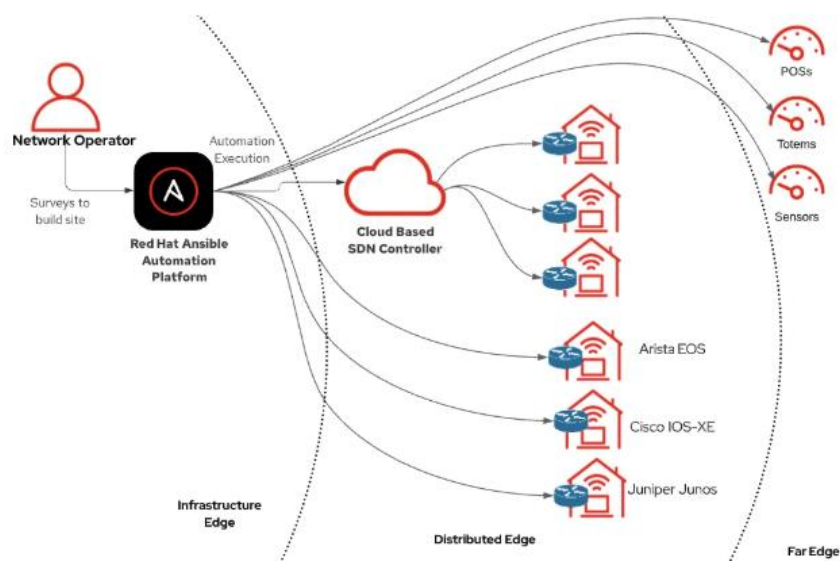 POSs
Totems
Sensors
Network Operator
Automation
Execution
Surveys to
build site
Red Hat Ansible
Automation
Platform
Cloud Based
SDN Controller
Arista EOS
Cisco IOS-XE
Juniper Junos
Infrastructure
Edge
Distributed Edge
Far Edge